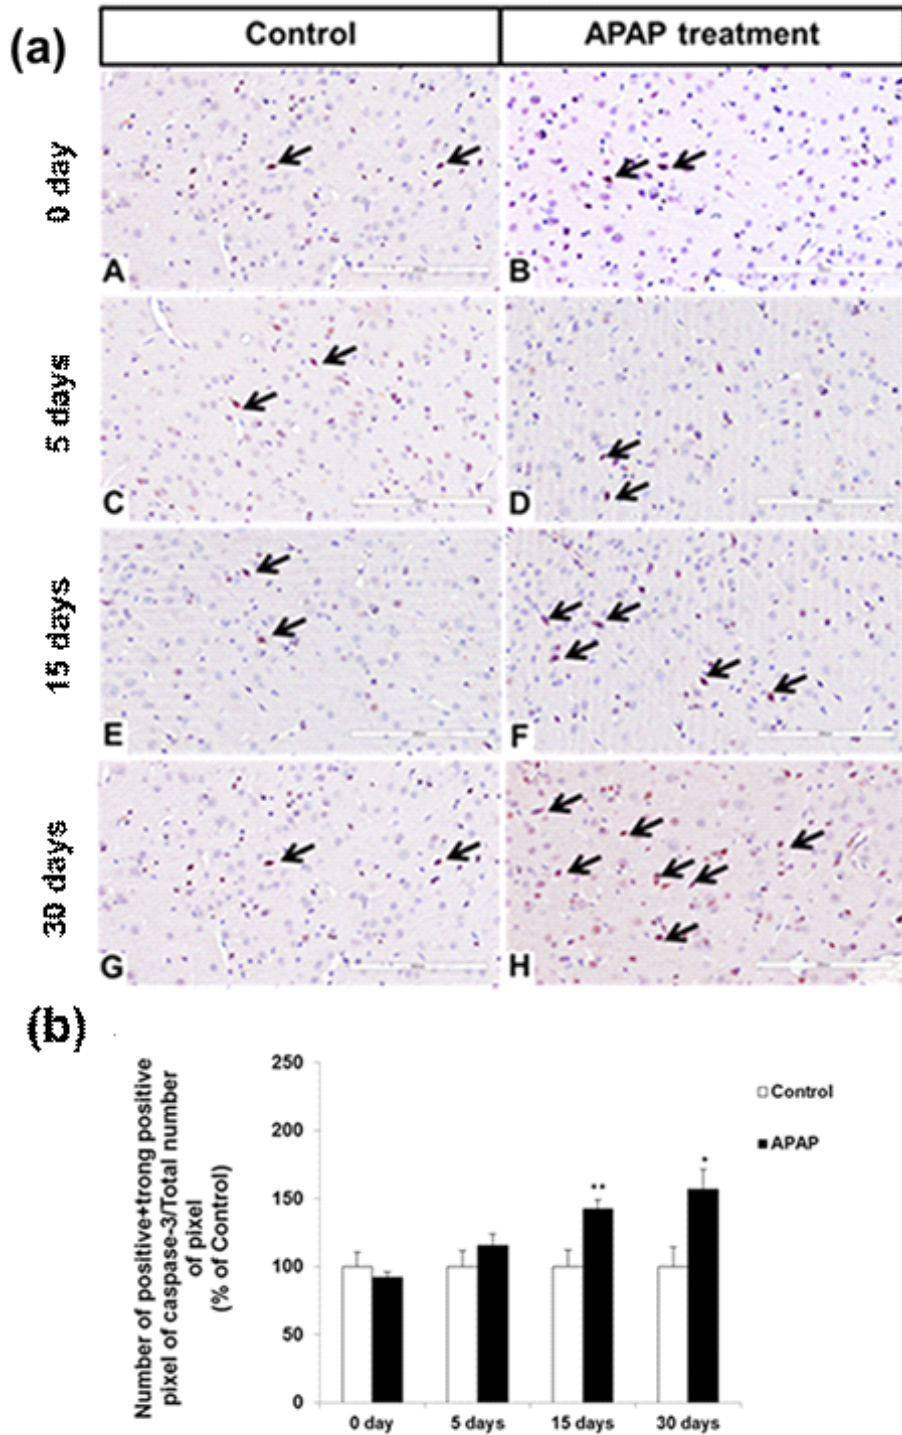 (a)
Control
APAP treatment
0 day
A
B
5 days
C
D
15 days
E
F
30 days
G
H
(b)
Number of positive+trong positive
pixel of caspase-3/Total number
of pixel
(% of Control)
250
200
150
100
50
0
**
*
Control
APAP
0 day
5 days
15 days
30 days